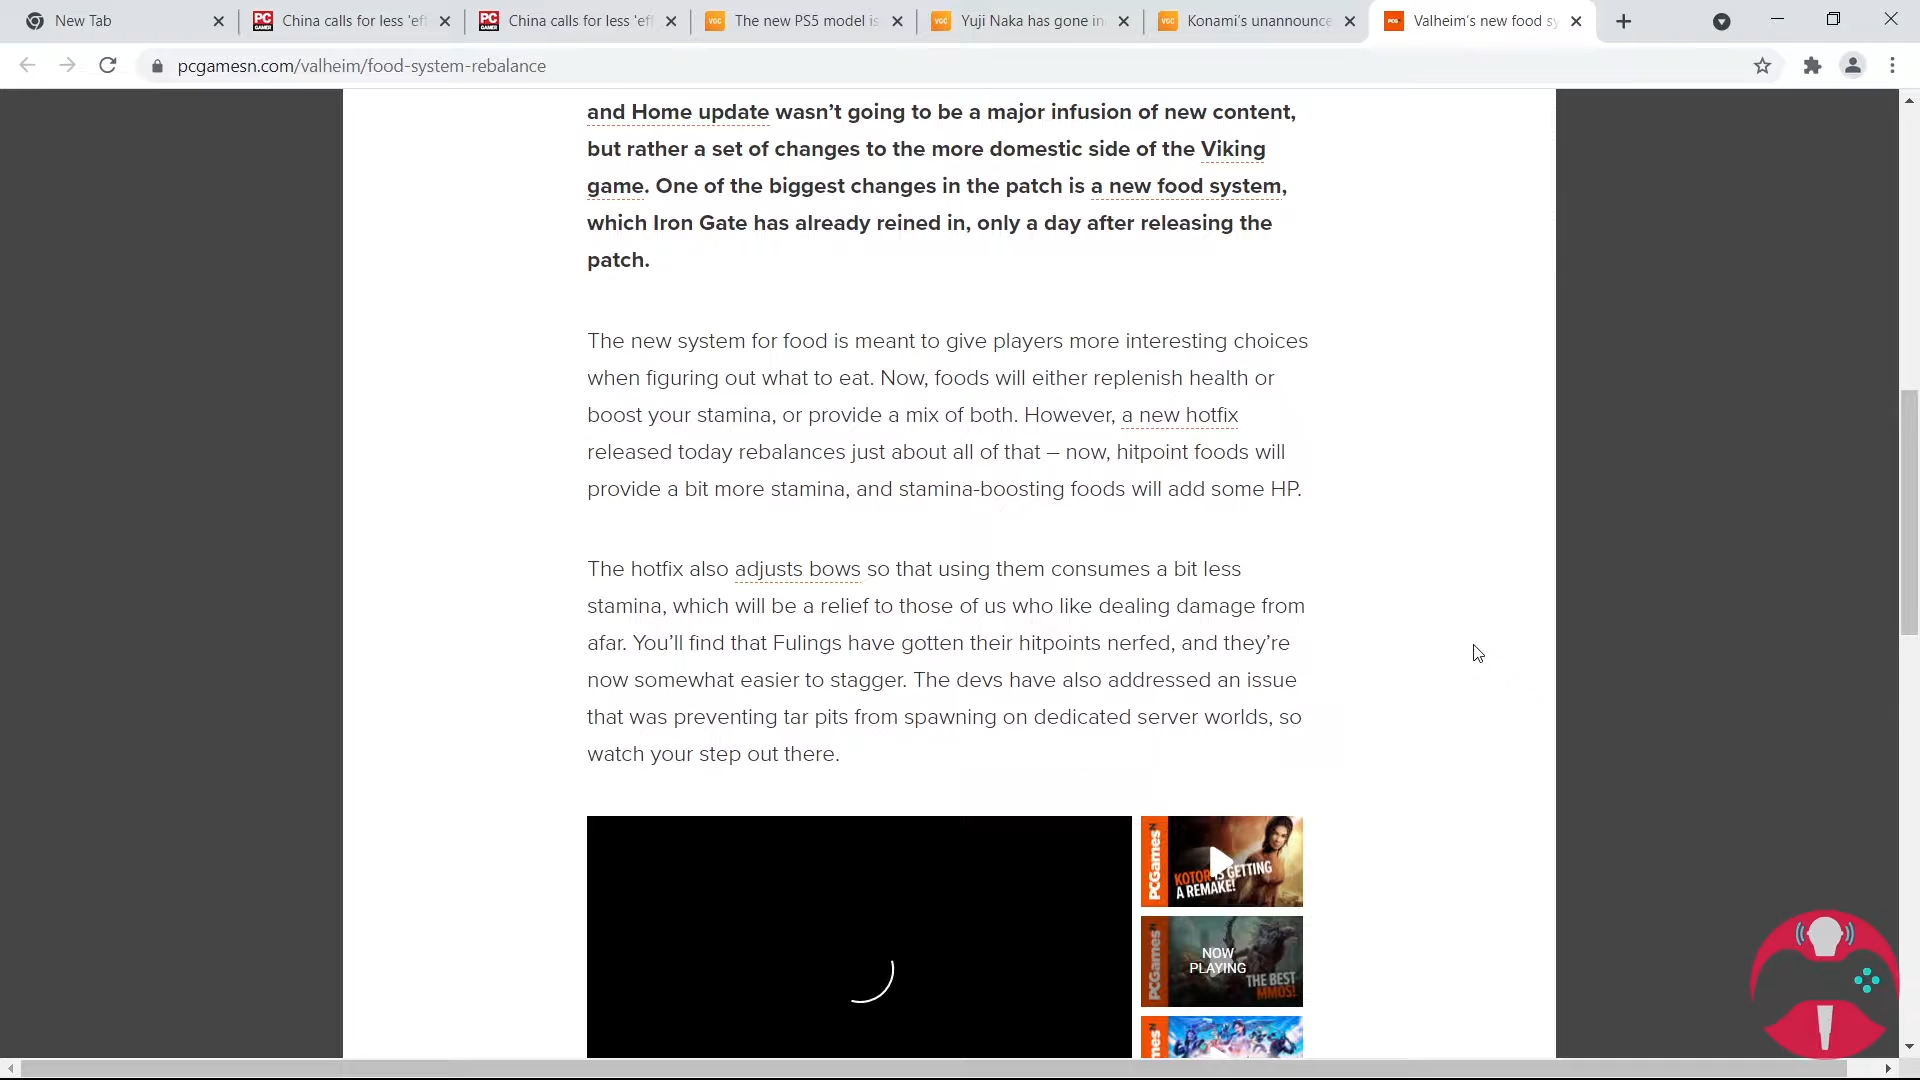 New Tab
China calls for less 'eff
China calls for less 'eff
The new PS5 model is
Yuji Naka has gone in
Konami's unannounce
Valheim's new food sy
pcgamesn.com/valheim/food-system-rebalance
and Home update wasn't going to be a major infusion of new content,
but rather a set of changes to the more domestic side of the Viking
game. One of the biggest changes in the patch is a new food system,
which Iron Gate has already reined in, only a day after releasing the
patch.
The new system for food is meant to give players more interesting choices
when figuring out what to eat. Now, foods will either replenish health or
boost your stamina, or provide a mix of both. However, a new hotfix
released today rebalances just about all of that – now, hitpoint foods will
provide a bit more stamina, and stamina-boosting foods will add some HP.
The hotfix also adjusts bows so that using them consumes a bit less
stamina, which will be a relief to those of us who like dealing damage from
afar. You'll find that Fulings have gotten their hitpoints nerfed, and they're
now somewhat easier to stagger. The devs have also addressed an issue
that was preventing tar pits from spawning on dedicated server worlds, so
watch your step out there.
PCGamesN
KOTOR IS GETTING
A REMAKE!
PCGamesN
NOW
PLAYING
THE BEST
MMOS!